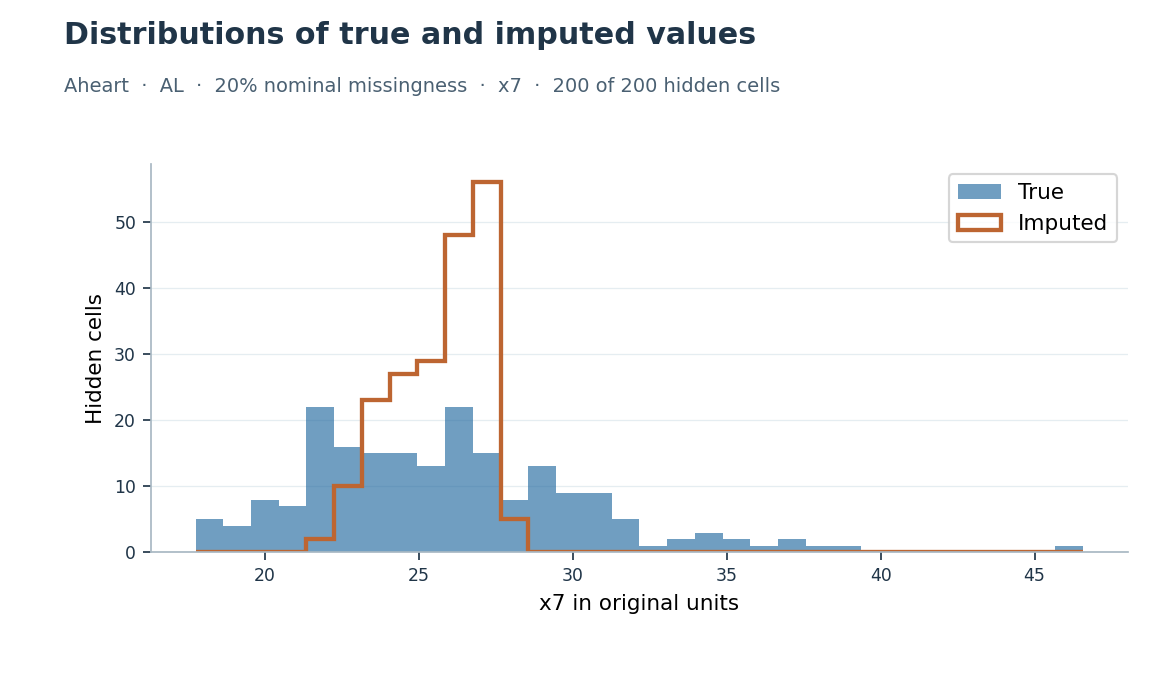 Distributions of true and imputed values
Aheart · AL · 20% nominal missingness · x7 · 200 of 200 hidden cells
True
Imputed
Hidden cells
50
40
30
20
10
0
20 25 30 35 40 45
x7 in original units